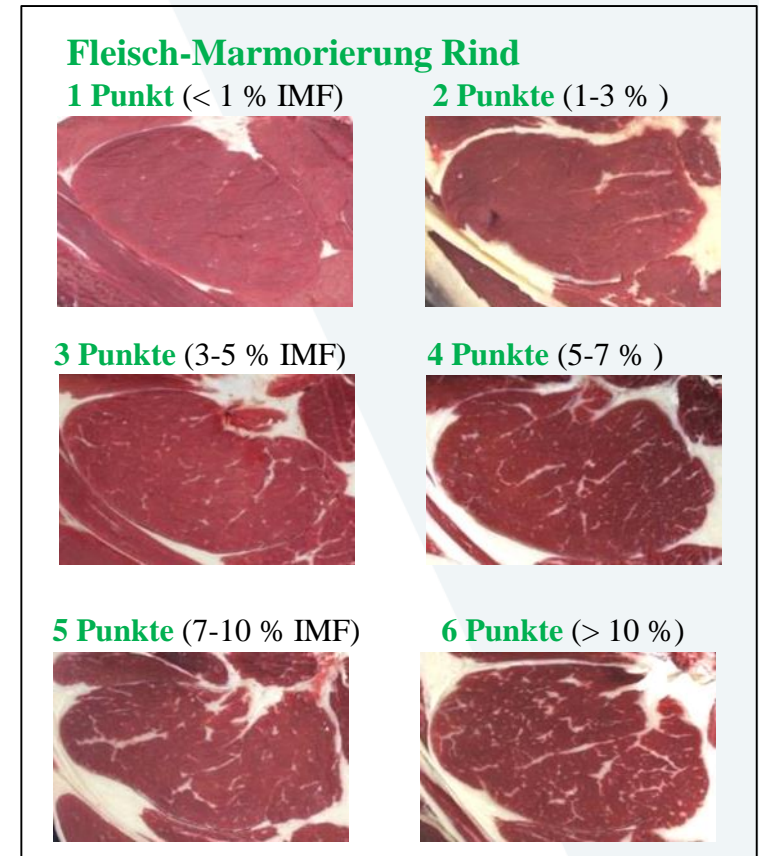 Fleisch-Marmorierung Rind
1 Punkt (< 1 % IMF) 2 Punkte (1-3 % )
3 Punkte (3-5 % IMF) 4 Punkte (5-7 % )
5 Punkte (7-10 % IMF) 6 Punkte (> 10 %)